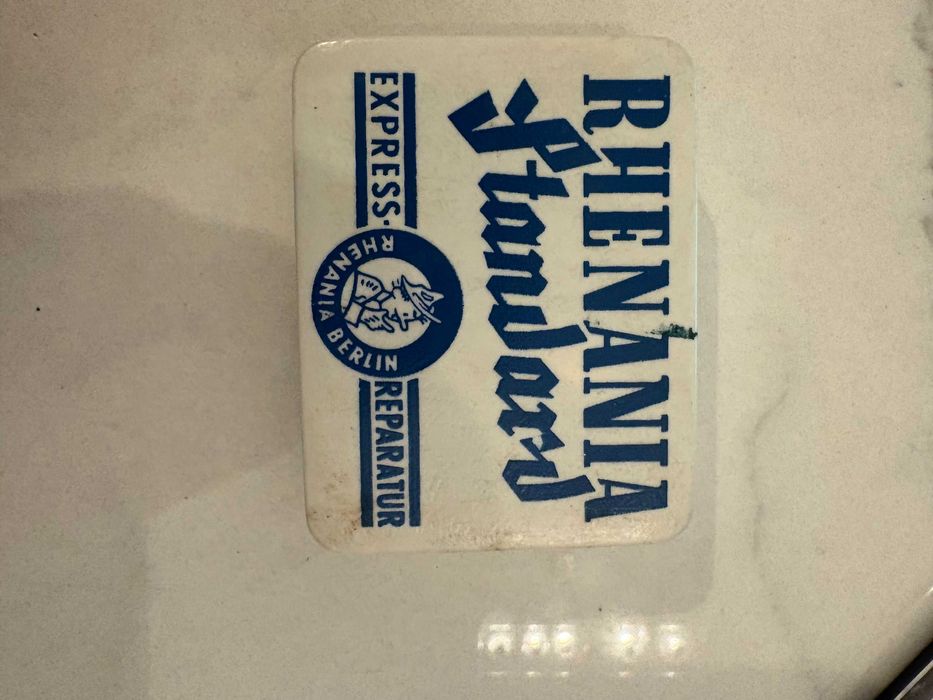 RHENANIA
Standard
EXPRESS-
REPARATUR
RHENANIA BERLIN